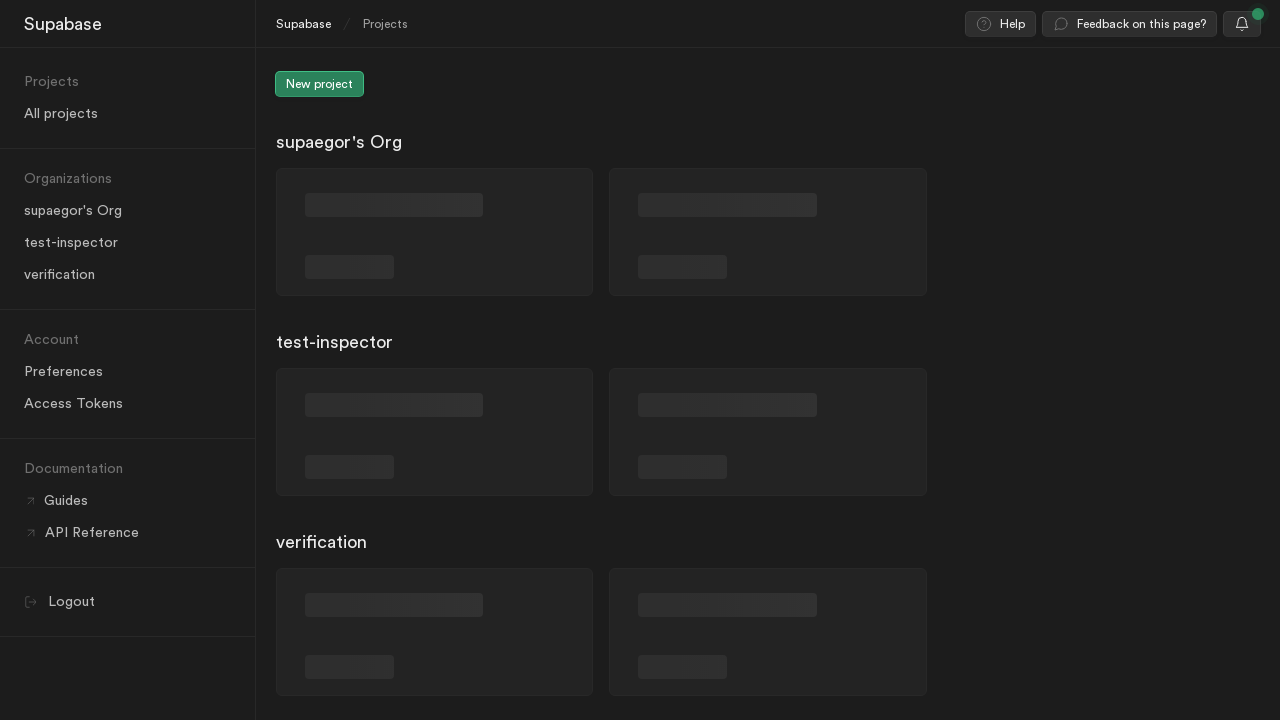 Supabase
Projects
All projects
Organizations
supaegor's Org
test-inspector
verification
Account
Preferences
Access Tokens
Documentation
Guides
API Reference
Logout
Supabase / Projects
Help
Feedback on this page?
New project
supaegor's Org
test-inspector
verification